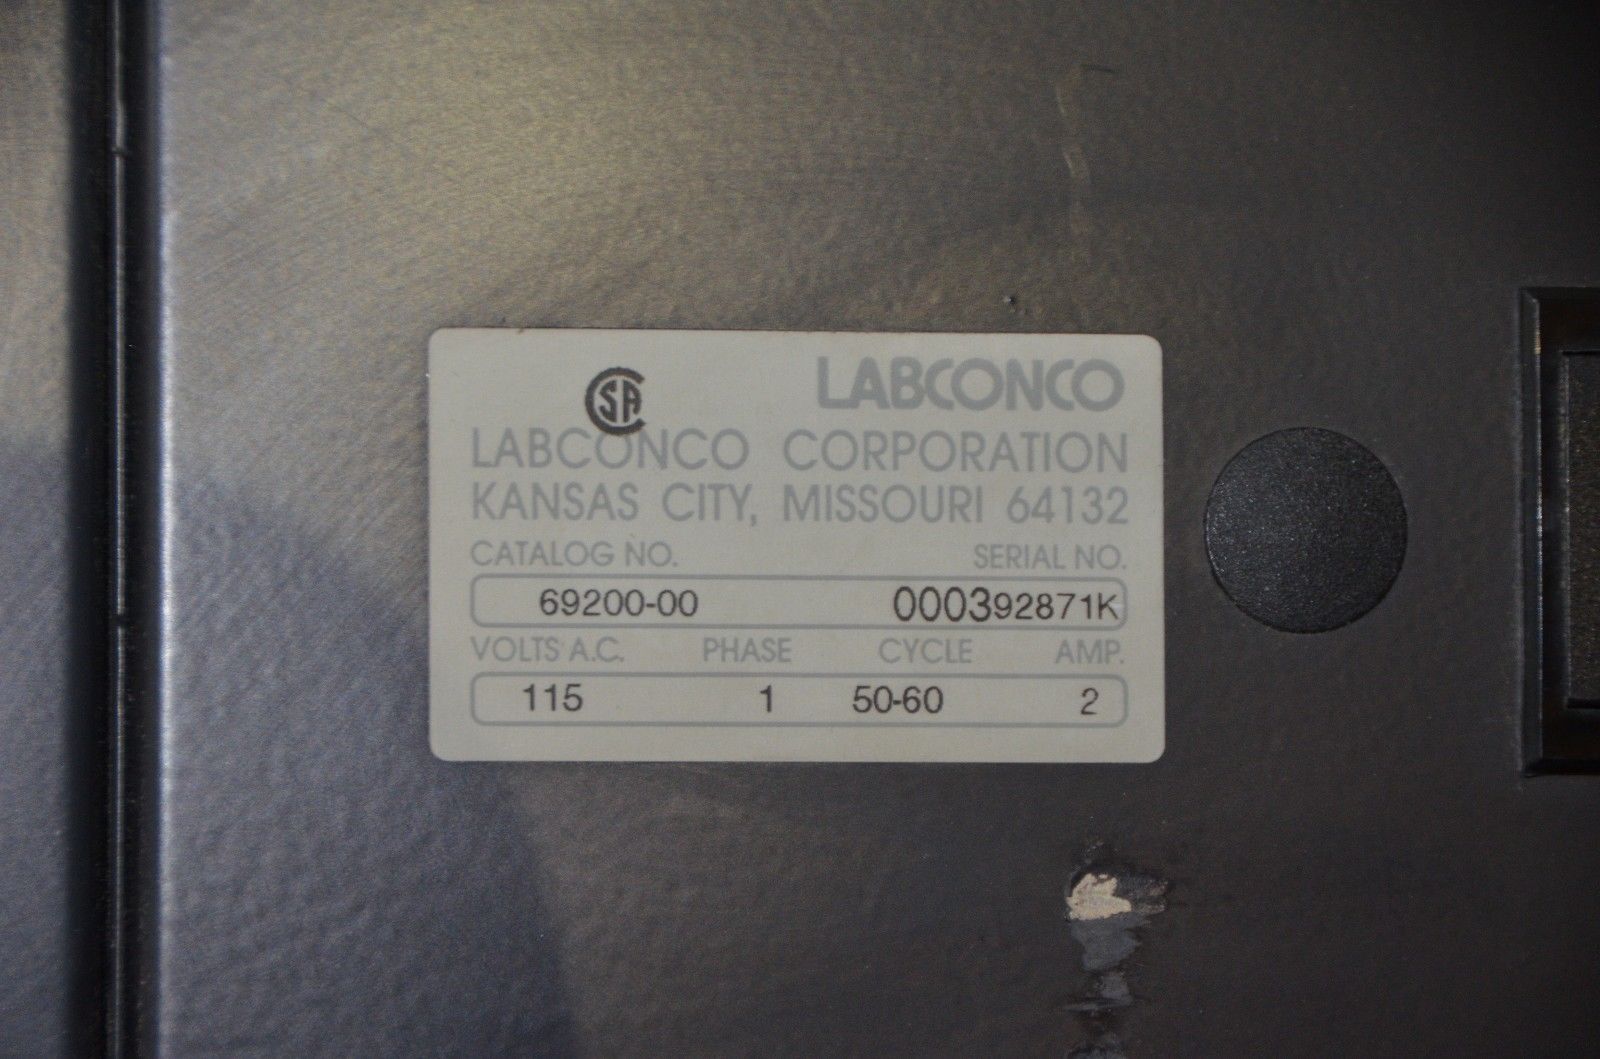 CSA LABCONCO
LABCONCO CORPORATION
KANSAS CITY, MISSOURI 64132
CATALOG NO. SERIAL NO.
69200-00 000392871K
VOLTS A.C. PHASE CYCLE AMP.
115 1 50-60 2